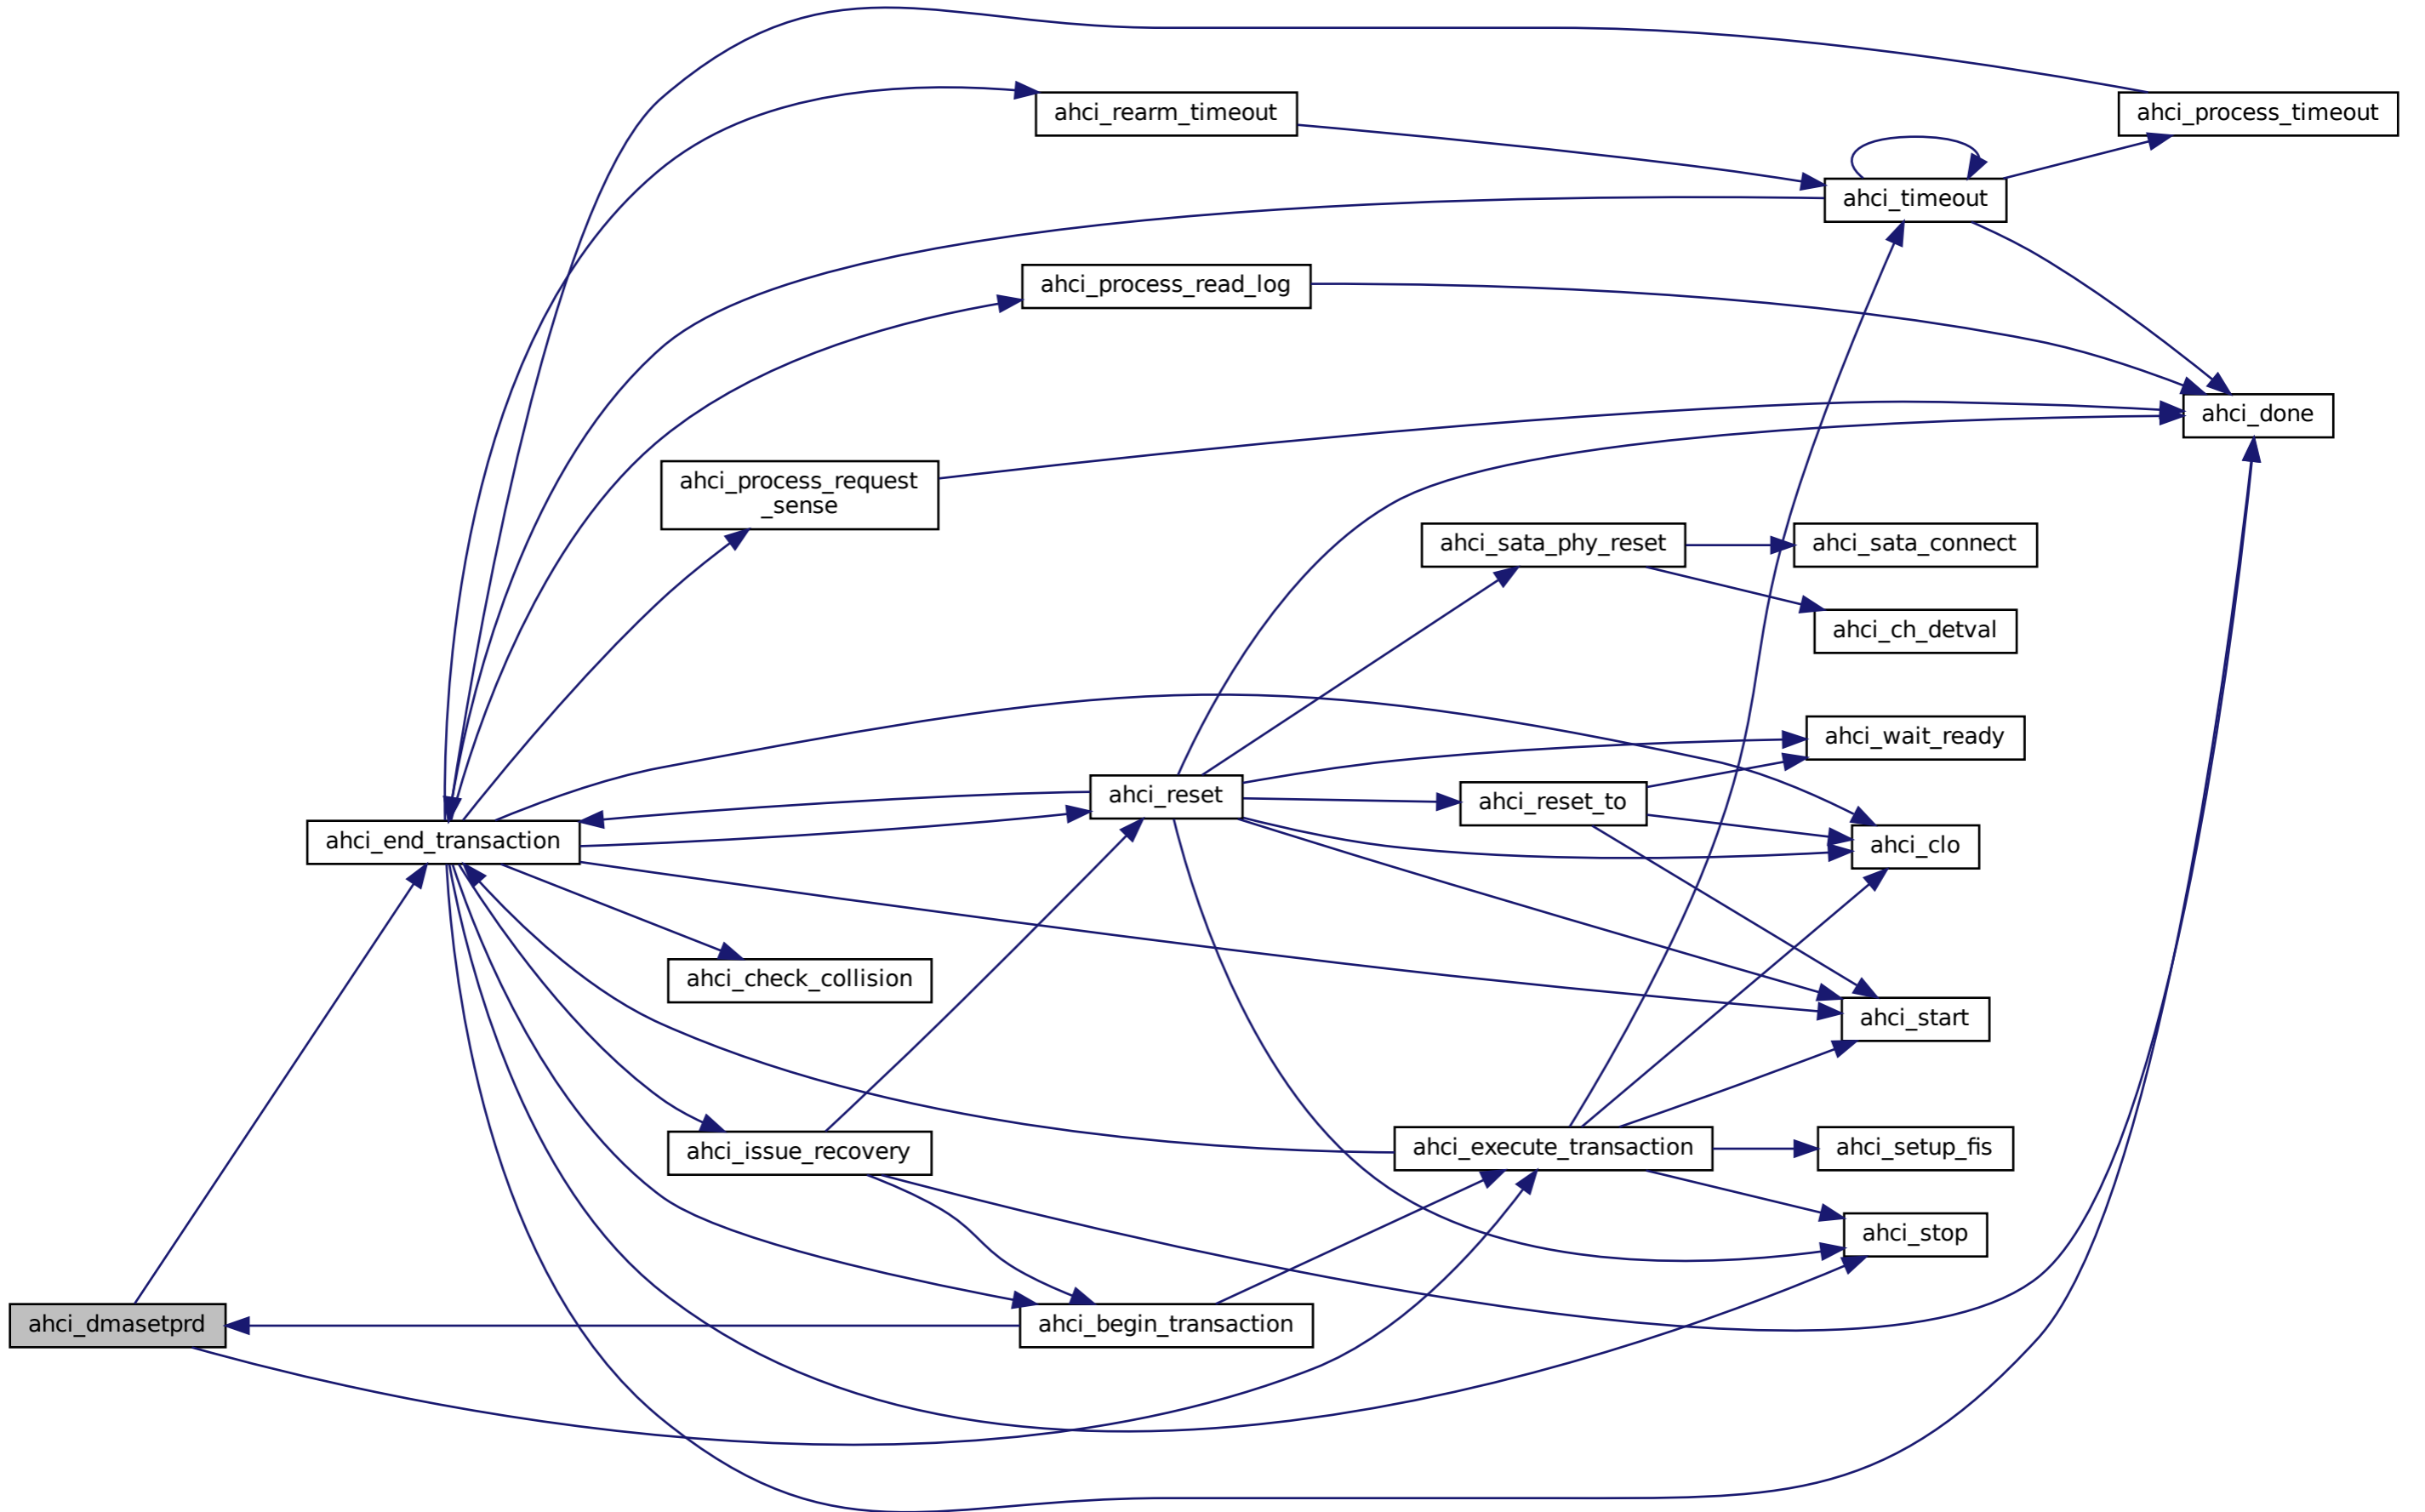 ahci_rearm_timeout
ahci_process_timeout
ahci_timeout
ahci_process_read_log
ahci_done
ahci_process_request
_sense
ahci_sata_phy_reset
ahci_sata_connect
ahci_ch_detval
ahci_wait_ready
ahci_reset
ahci_reset_to
ahci_end_transaction
ahci_clo
ahci_check_collision
ahci_start
ahci_issue_recovery
ahci_execute_transaction
ahci_setup_fis
ahci_stop
ahci_dmasetprd
ahci_begin_transaction